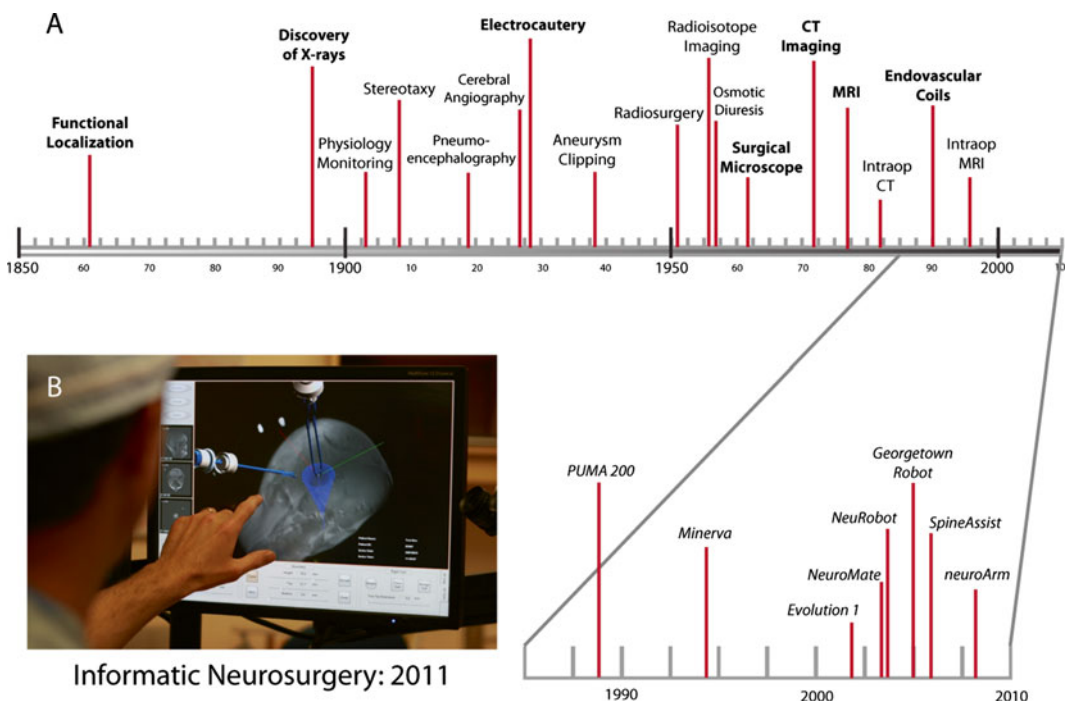 A
Functional
Localization
Discovery
of X-rays
Physiology
Monitoring
Stereotaxy
Pneumo-
encephalography
Cerebral
Angiography
Electrocautery
Aneurysm
Clipping
Radiosurgery
Radioisotope
Imaging
Osmotic
Diuresis
Surgical
Microscope
CT
Imaging
MRI
Intraop
CT
Endovascular
Coils
Intraop
MRI
1850 60 70 80 90 1900 10 20 30 40 1950 60 70 80 90 2000 10
B
Informatic Neurosurgery: 2011
PUMA 200
Minerva
Evolution 1
NeuroMate
NeuRobot
Georgetown
Robot
SpineAssist
neuroArm
1990 2000 2010